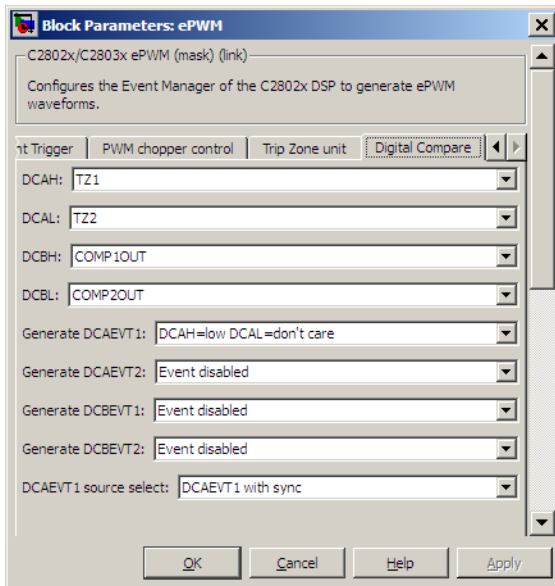 Block Parameters: ePWM
C2802x/C2803x ePWM (mask) (link)
Configures the Event Manager of the C2802x DSP to generate ePWM
waveforms.
nt Trigger PWM chopper control Trip Zone unit Digital Compare
DCAH: TZ1
DCAL: TZ2
DCBH: COMP1OUT
DCBL: COMP2OUT
Generate DCAEVT1: DCAH=low DCAL=don't care
Generate DCAEVT2: Event disabled
Generate DCBEVT1: Event disabled
Generate DCBEVT2: Event disabled
DCAEVT1 source select: DCAEVT1 with sync
OK Cancel Help Apply